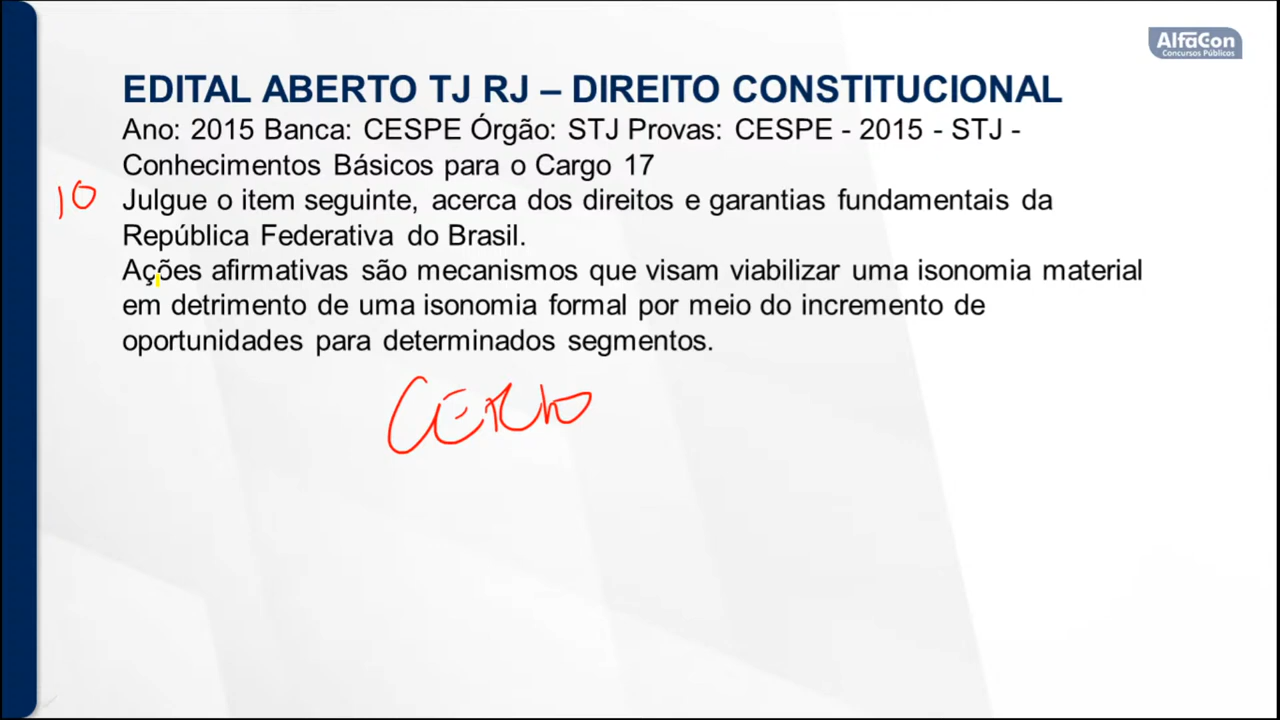 AlfaCon
Concursos Públicos
EDITAL ABERTO TJ RJ – DIREITO CONSTITUCIONAL
Ano: 2015 Banca: CESPE Órgão: STJ Provas: CESPE - 2015 - STJ -
Conhecimentos Básicos para o Cargo 17
10 Julgue o item seguinte, acerca dos direitos e garantias fundamentais da
República Federativa do Brasil.
Ações afirmativas são mecanismos que visam viabilizar uma isonomia material
em detrimento de uma isonomia formal por meio do incremento de
oportunidades para determinados segmentos.
CERTO